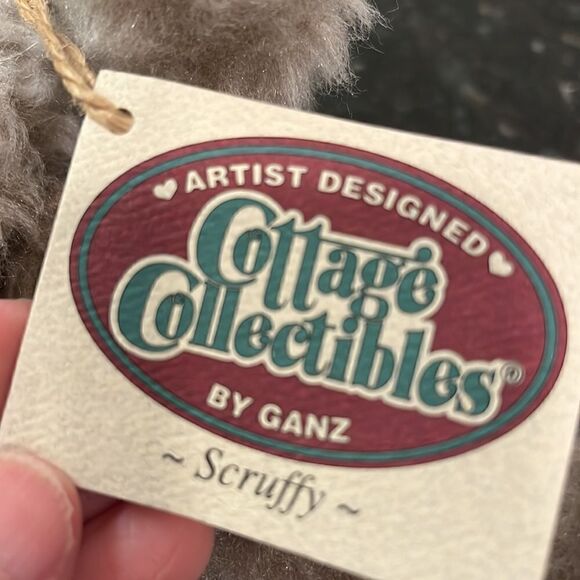 ARTIST DESIGNED
Cottage
Collectibles®
BY GANZ
~ Scruffy ~